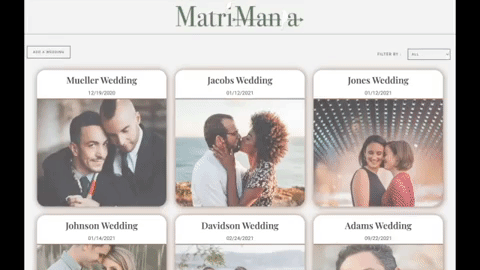 MatriMan a
ADD A WEDDING
FILTER BY :
ALL
Mueller Wedding
12/19/2020
Jacobs Wedding
01/12/2021
Jones Wedding
01/12/2021
Johnson Wedding
01/14/2021
Davidson Wedding
02/24/2021
Adams Wedding
09/22/2021